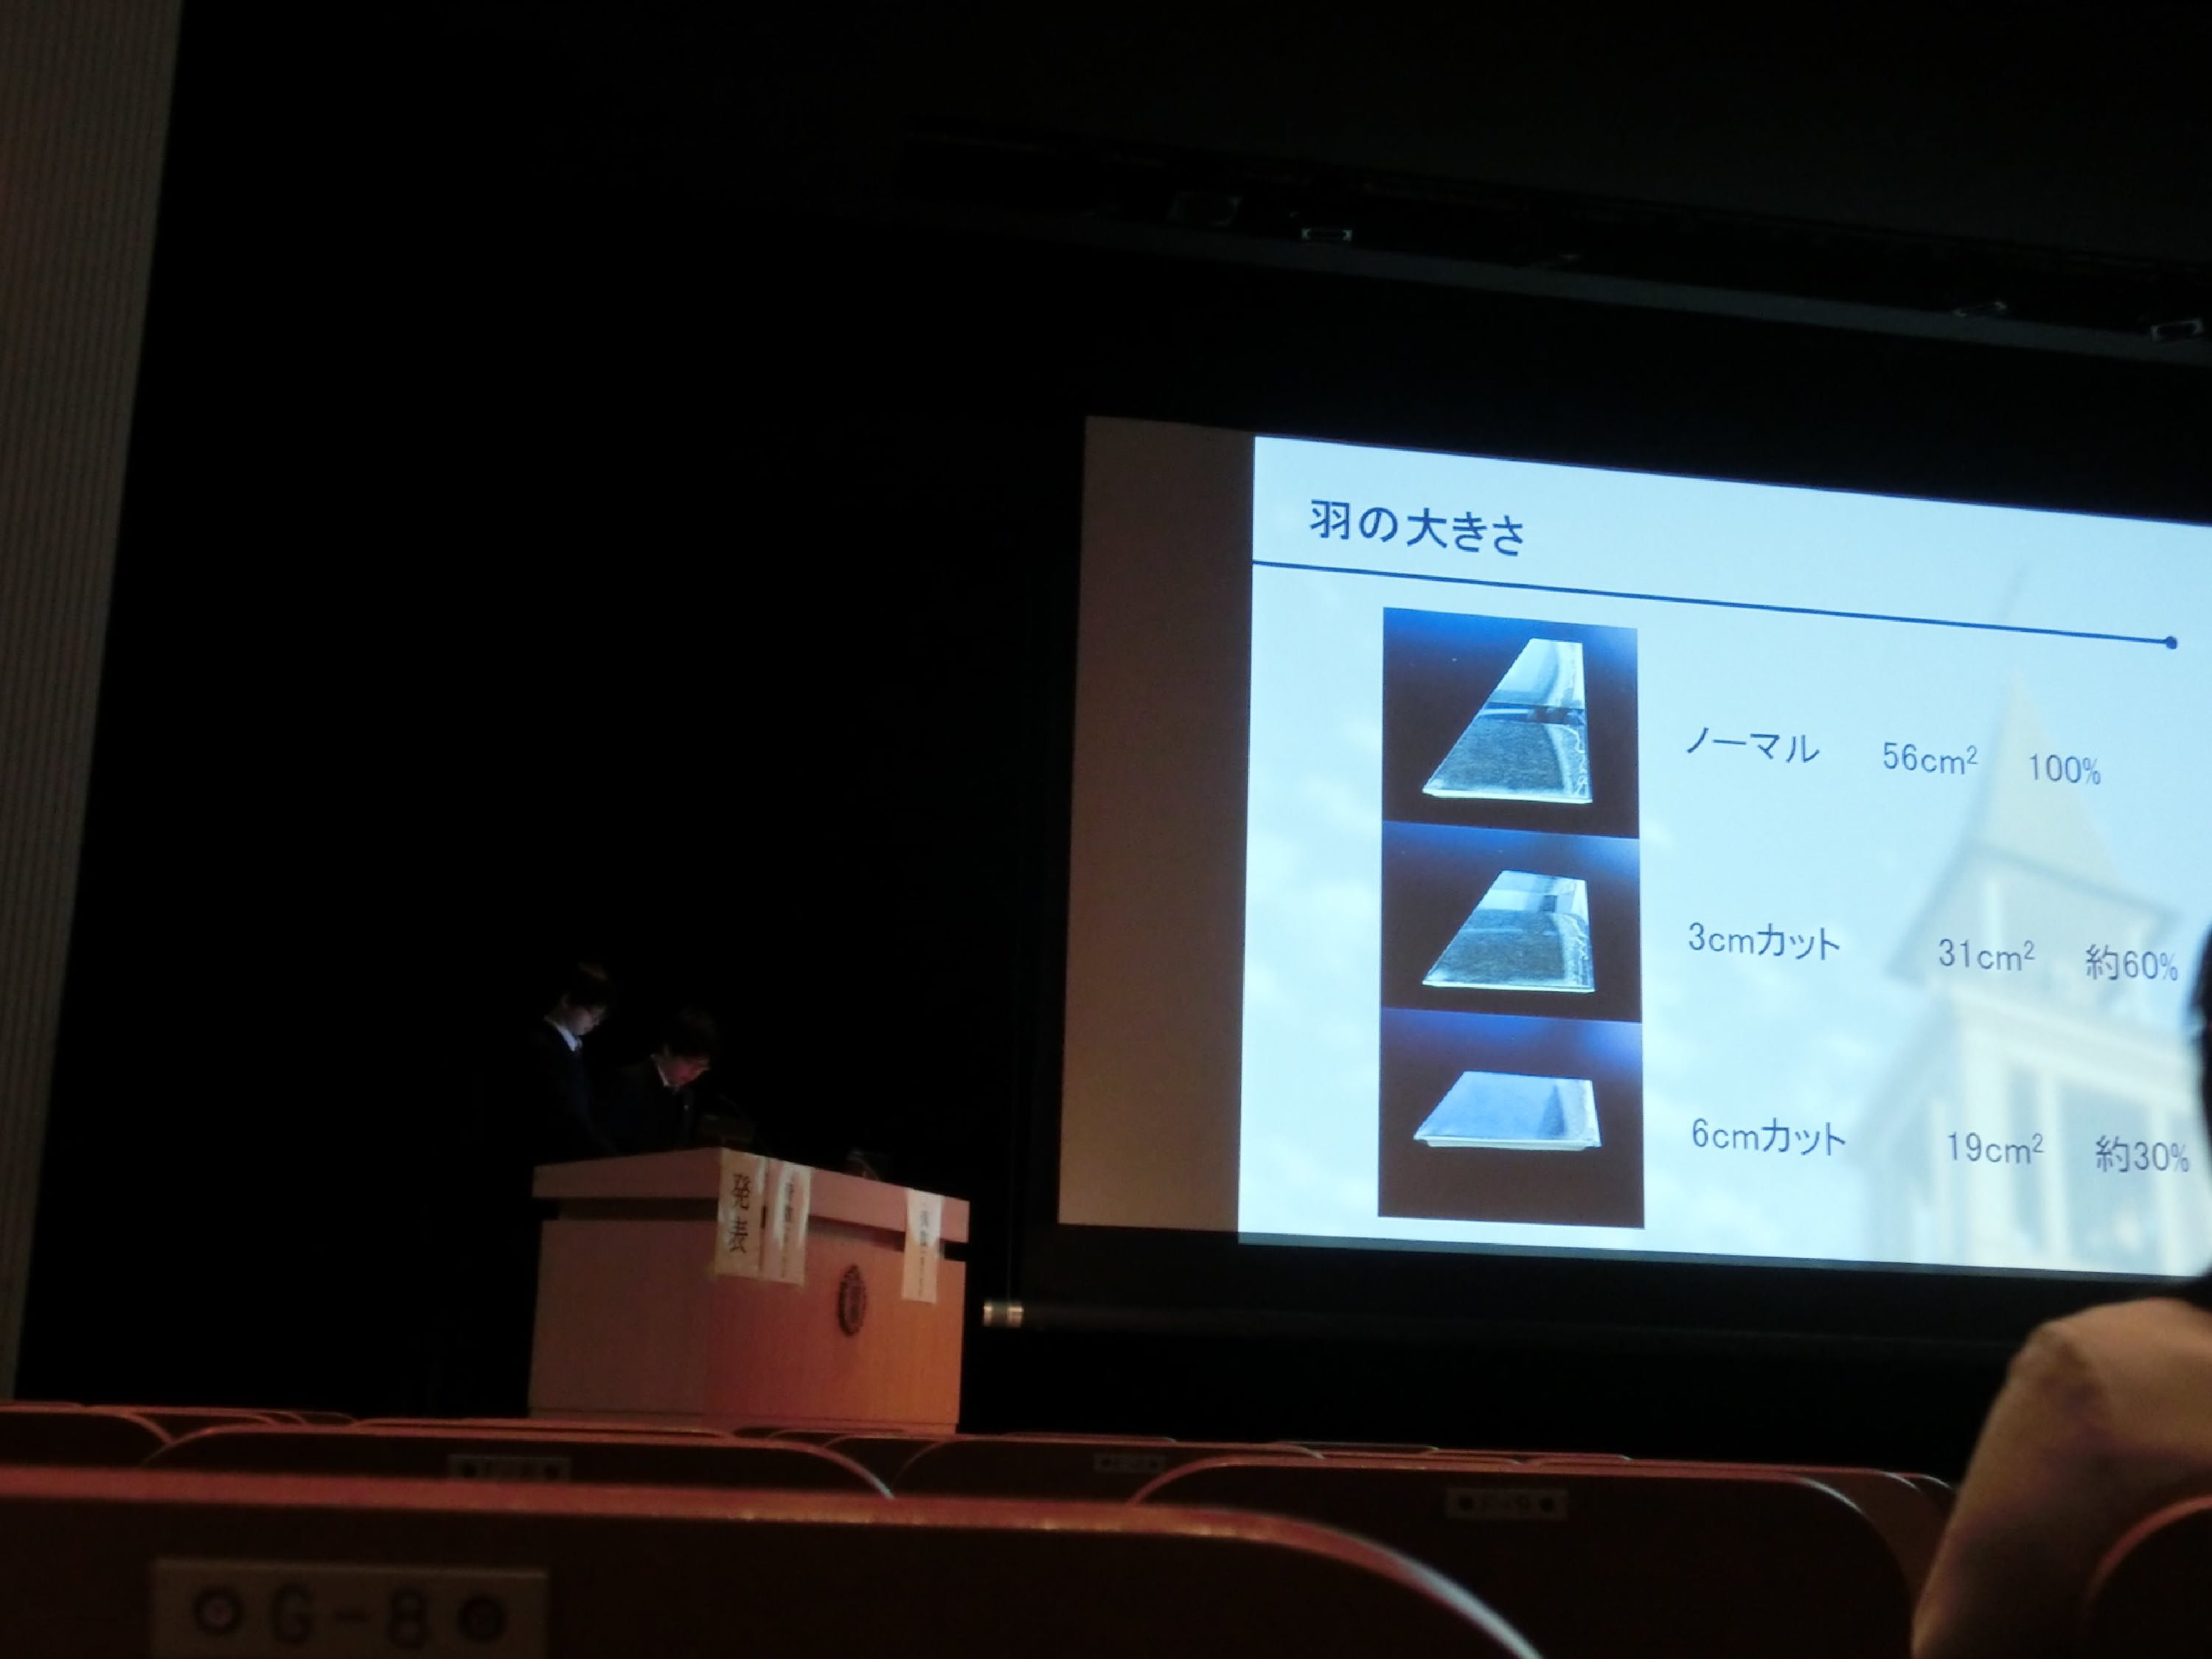 羽の大きさ
ノーマル 56cm² 100%
3cmカット 31cm² 約60%
6cmカット 19cm² 約30%
発表
G-8